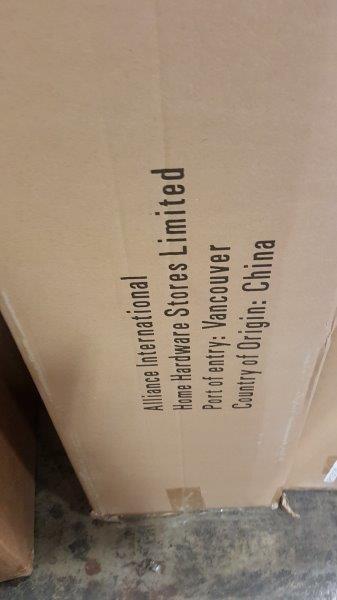 Alliance International
Home Hardware Stores Limited
Port of entry: Vancouver
Country of Origin: China